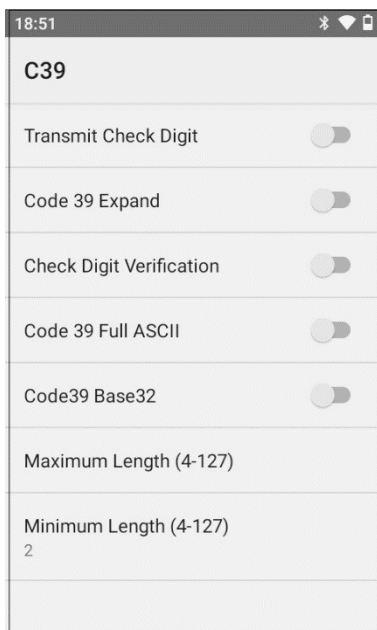 18:51
C39
Transmit Check Digit
Code 39 Expand
Check Digit Verification
Code 39 Full ASCII
Code39 Base32
Maximum Length (4-127)
Minimum Length (4-127)
2